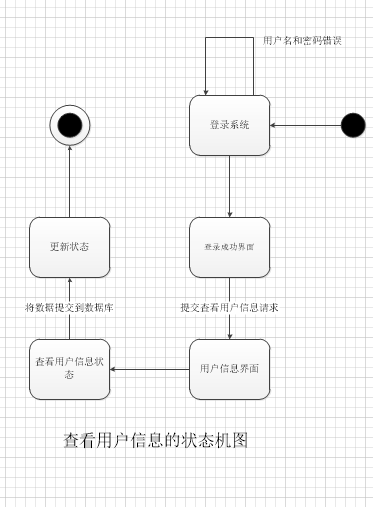 用户名和密码错误
登录系统
更新状态
登录成功界面
将数据提交到数据库
提交查看用户信息请求
查看用户信息状
态
用户信息界面
查看用户信息的状态机图